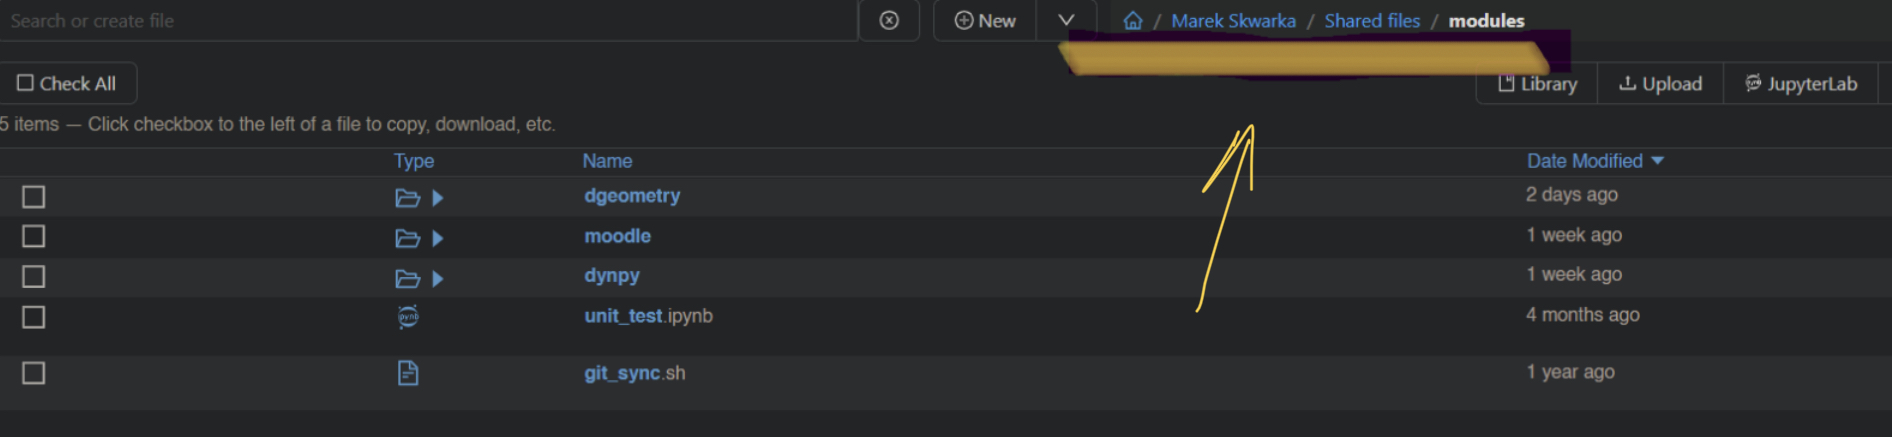 Search or create file New / Marek Skwarka / Shared files / modules
Check All Library Upload JupyterLab
5 items — Click checkbox to the left of a file to copy, download, etc.
Type Name Date Modified
dgeometry 2 days ago
moodle 1 week ago
dynpy 1 week ago
unit_test.ipynb 4 months ago
git_sync.sh 1 year ago